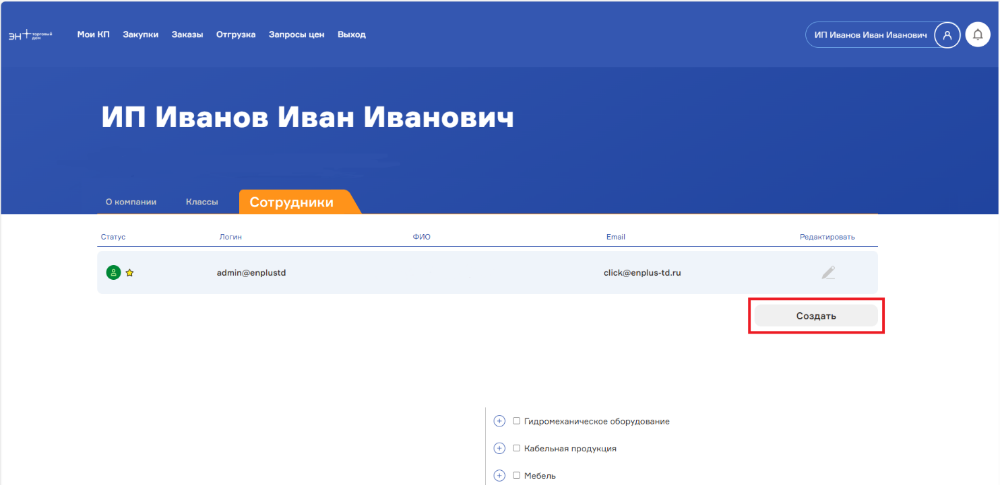 ЭН+ торговый дом
Мои КП Закупки Заказы Отгрузка Запросы цен Выход
ИП Иванов Иван Иванович
ИП Иванов Иван Иванович
О компании Классы Сотрудники
Статус Логин ФИО Email Редактировать
admin@enplustd click@enplus-td.ru
Создать
Гидромеханическое оборудование
Кабельная продукция
Мебель